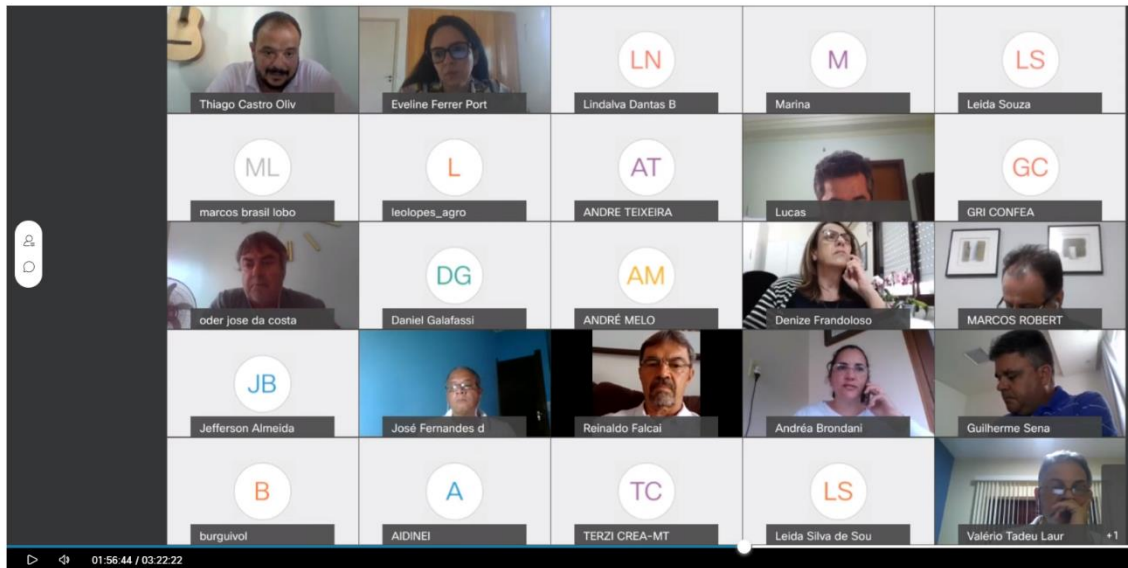 Thiago Castro Oliv
Eveline Ferrer Port
LN
Lindalva Dantas B
M
Marina
LS
Leida Souza
ML
marcos brasil lobo
L
leolopes_agro
AT
ANDRE TEIXEIRA
Lucas
GC
GRI CONFEA
oder jose da costa
DG
Daniel Galafassi
AM
ANDRÉ MELO
Denize Frandoloso
MARCOS ROBERT
JB
Jefferson Almeida
José Fernandes d
Reinaldo Falcai
Andréa Brondani
Guilherme Sena
B
burguivol
A
AIDINEI
TC
TERZI CREA-MT
LS
Leida Silva de Sou
Valério Tadeu Laur
+1
01:56:44 / 03:22:22